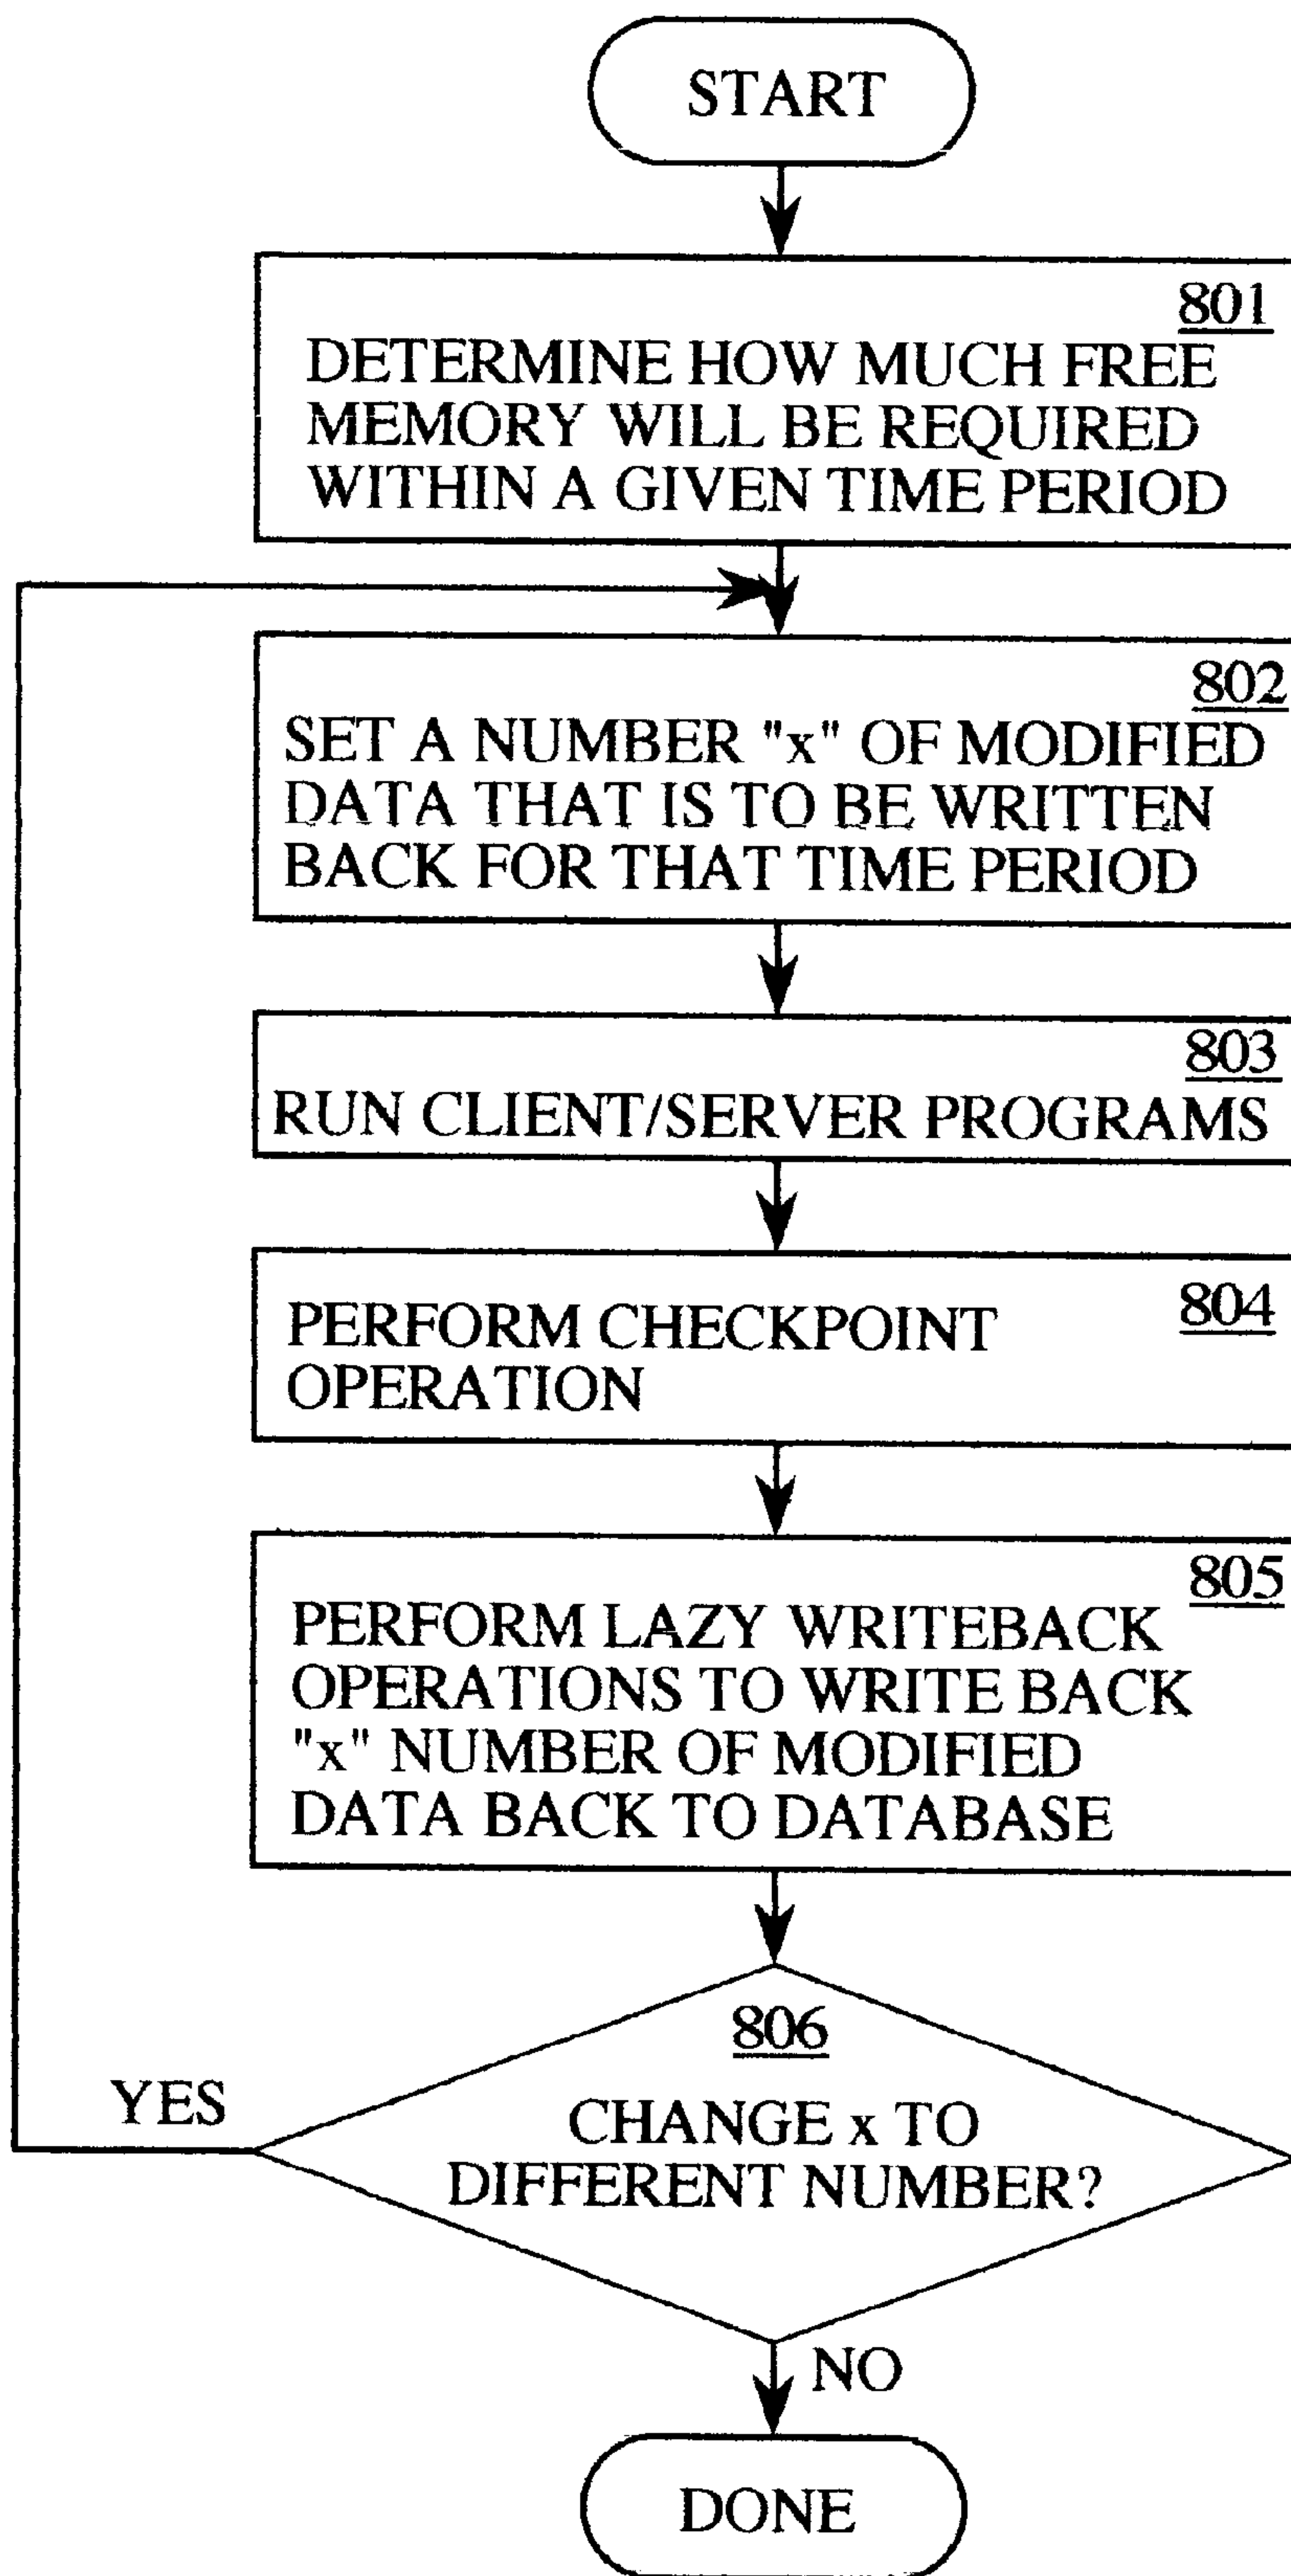 START
801
DETERMINE HOW MUCH FREE
MEMORY WILL BE REQUIRED
WITHIN A GIVEN TIME PERIOD
802
SET A NUMBER "x" OF MODIFIED
DATA THAT IS TO BE WRITTEN
BACK FOR THAT TIME PERIOD
803
RUN CLIENT/SERVER PROGRAMS
804
PERFORM CHECKPOINT
OPERATION
805
PERFORM LAZY WRITEBACK
OPERATIONS TO WRITE BACK
"x" NUMBER OF MODIFIED
DATA BACK TO DATABASE
806
YES
CHANGE x TO
DIFFERENT NUMBER?
NO
DONE